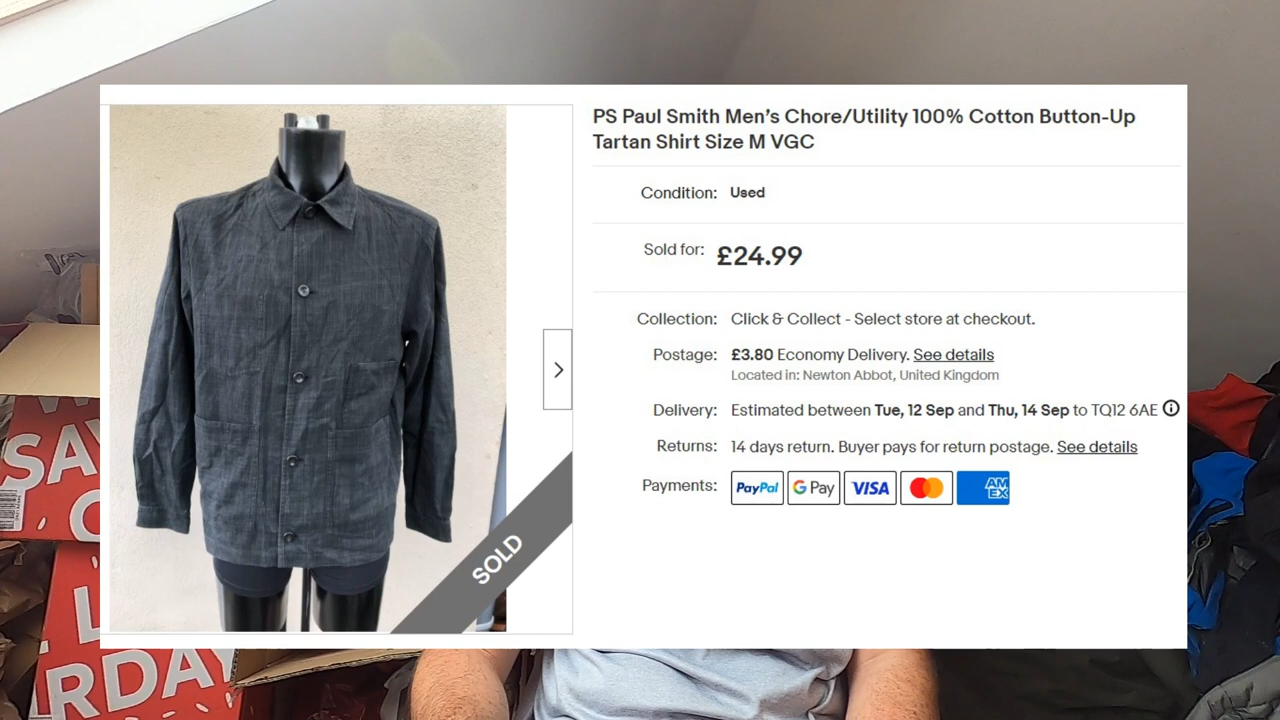 PS Paul Smith Men's Chore/Utility 100% Cotton Button-Up
Tartan Shirt Size M VGC
Condition: Used
Sold for: £24.99
Collection: Click & Collect - Select store at checkout.
Postage: £3.80 Economy Delivery. See details
Located in: Newton Abbot, United Kingdom
Delivery: Estimated between Tue, 12 Sep and Thu, 14 Sep to TQ12 6AE
Returns: 14 days return. Buyer pays for return postage. See details
Payments: PayPal G Pay VISA AM EX
SOLD
SA
RDAY